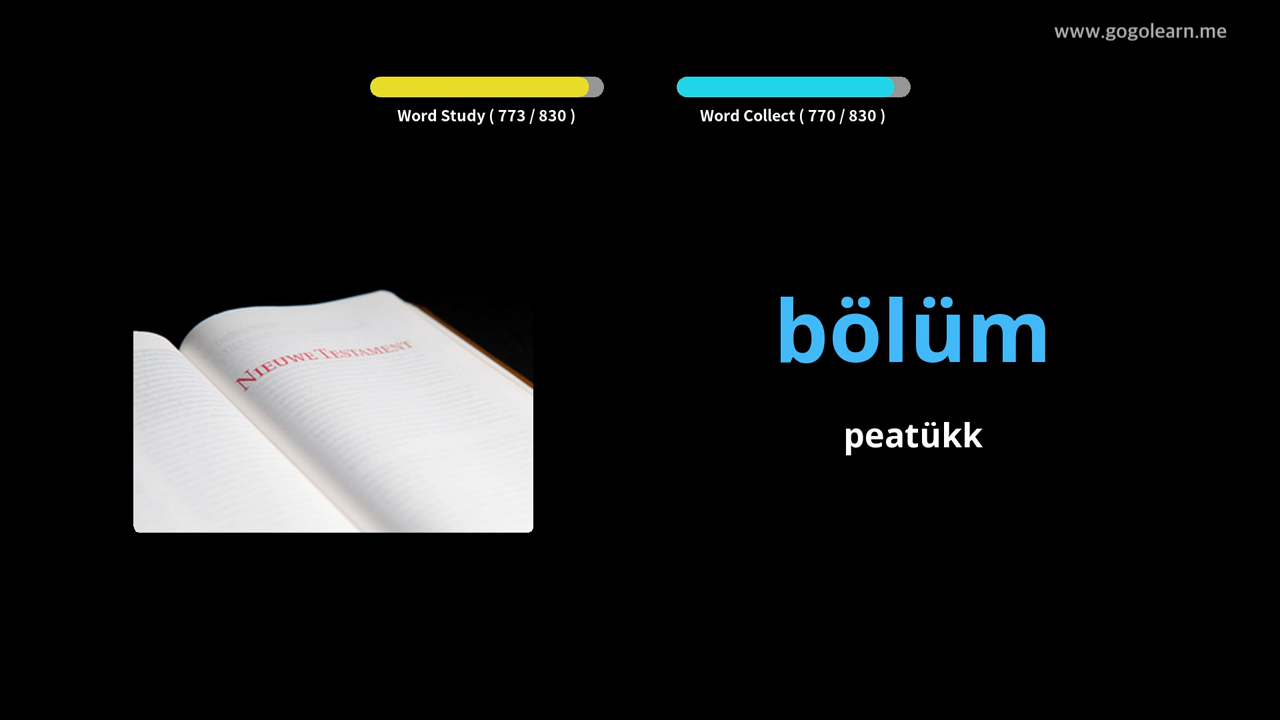 www.gogolearn.me
Word Study ( 773 / 830 )
Word Collect ( 770 / 830 )
NIEUWE TESTAMENT
bölüm
peatükk